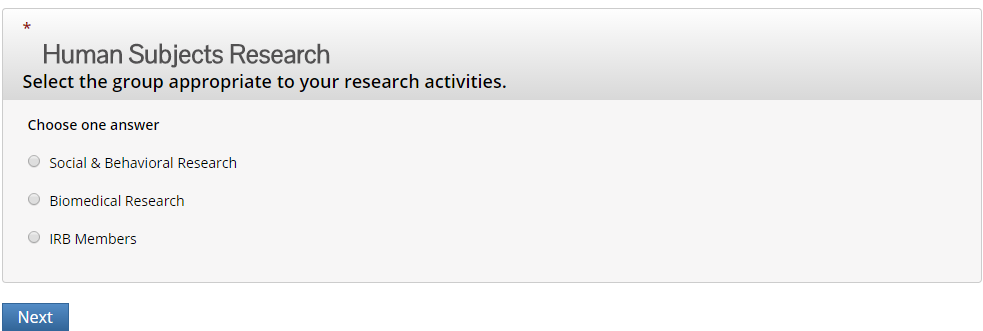 *
Human Subjects Research
Select the group appropriate to your research activities.
Choose one answer
Social & Behavioral Research
Biomedical Research
IRB Members
Next